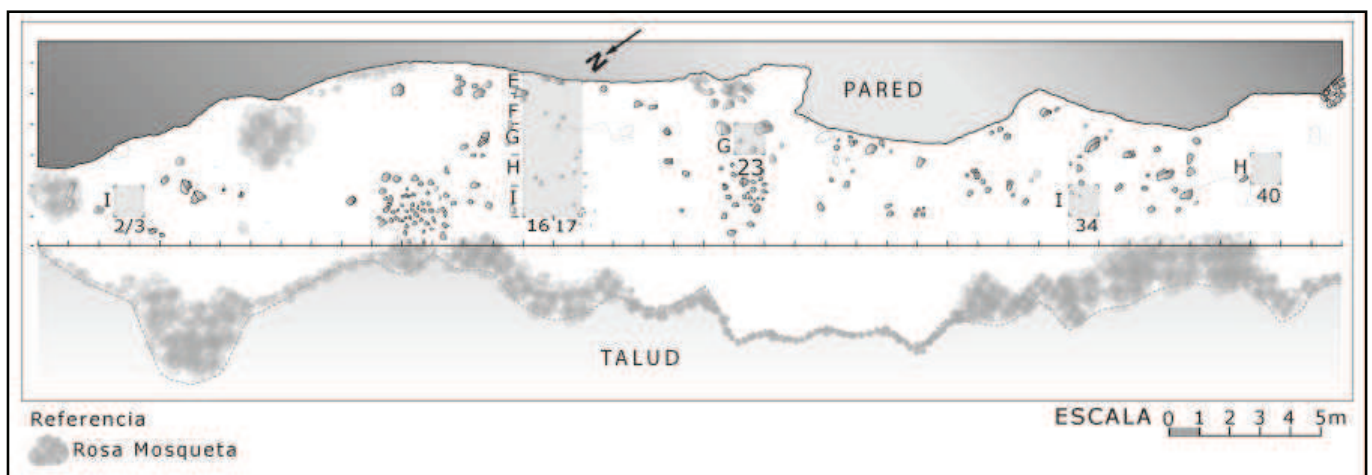 N
PARED
E
F
G
H
I
G
23
H
40
I
2/3
16 17
I
34
TALUD
Referencia
Rosa Mosqueta
ESCALA 0 1 2 3 4 5m